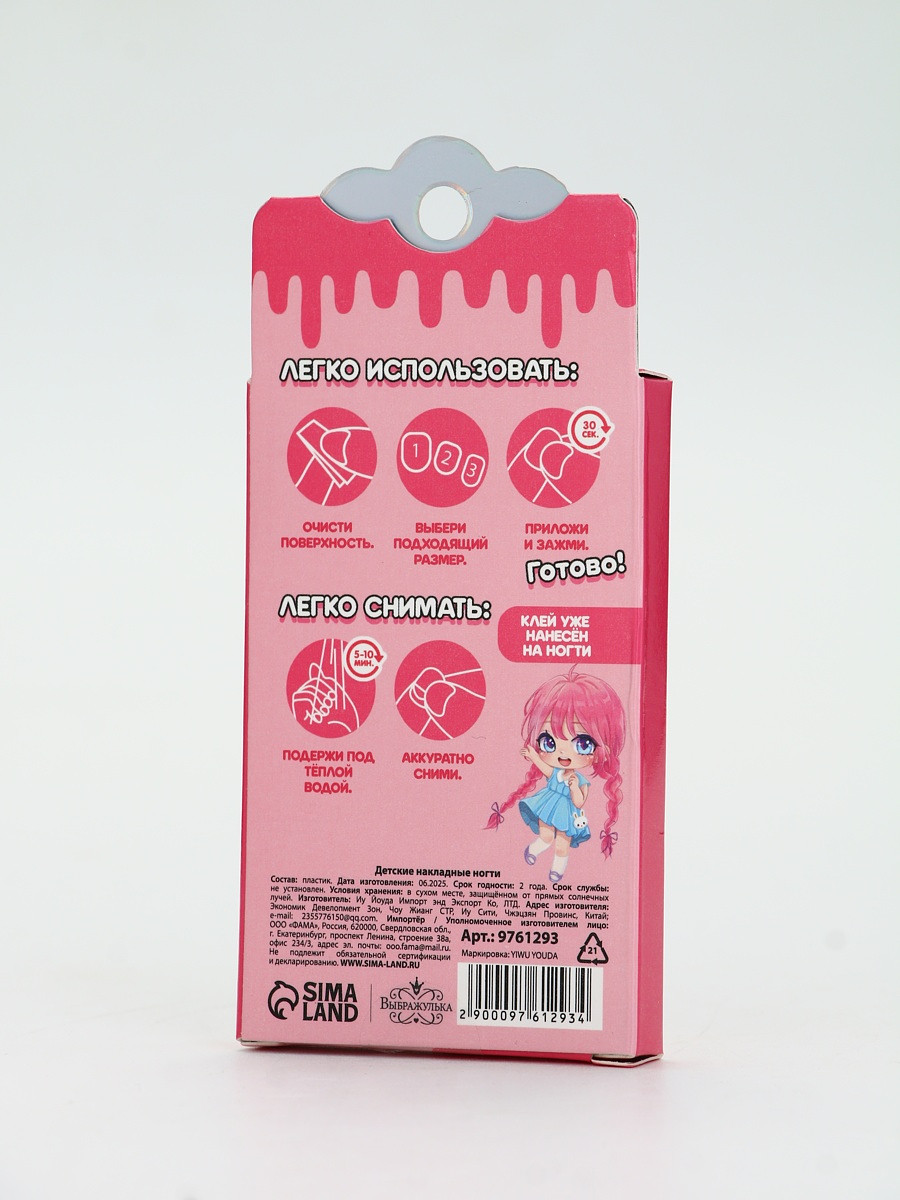 ЛЕГКО ИСПОЛЬЗОВАТЬ:
1 2 3
30
СЕК.
ОЧИСТИ
ПОВЕРХНОСТЬ.
ВЫБЕРИ
ПОДХОДЯЩИЙ
РАЗМЕР.
ПРИЛОЖИ
И ЗАЖМИ.
Готово!
ЛЕГКО СНИМАТЬ:
КЛЕЙ УЖЕ
НАНЕСЁН
НА НОГТИ
5-10
МИН.
ПОДЕРЖИ ПОД
ТЁПЛОЙ
ВОДОЙ.
АККУРАТНО
СНИМИ.
Детские накладные ногти
Состав: пластик. Дата изготовления: 06.2025. Срок годности: 2 года. Срок службы:
не установлен. Условия хранения: в сухом месте, защищённом от прямых солнечных
лучей. Изготовитель: Иу Йоуда Импорт энд Экспорт Ко, ЛТД. Адрес изготовителя:
Экономик Девелопмент Зон, Чоу Жианг СТР, Иу Сити, Чжэцзян Провинс, Китай;
e-mail: 2355776150@qq.com. Импортёр / Уполномоченное изготовителем лицо:
ООО «ФАМА», Россия, 620000, Свердловская обл.,
г. Екатеринбург, проспект Ленина, строение 38а,
офис 234/3, адрес эл. почты: ooo.fama@mail.ru.
Не подлежит обязательной сертификации
и декларированию. WWW.SIMA-LAND.RU
Арт.: 9761293
Маркировка: YIWU YOUDA
21
SIMA
LAND
ВЫБРАЖУЛЬКА
2 900097 612934